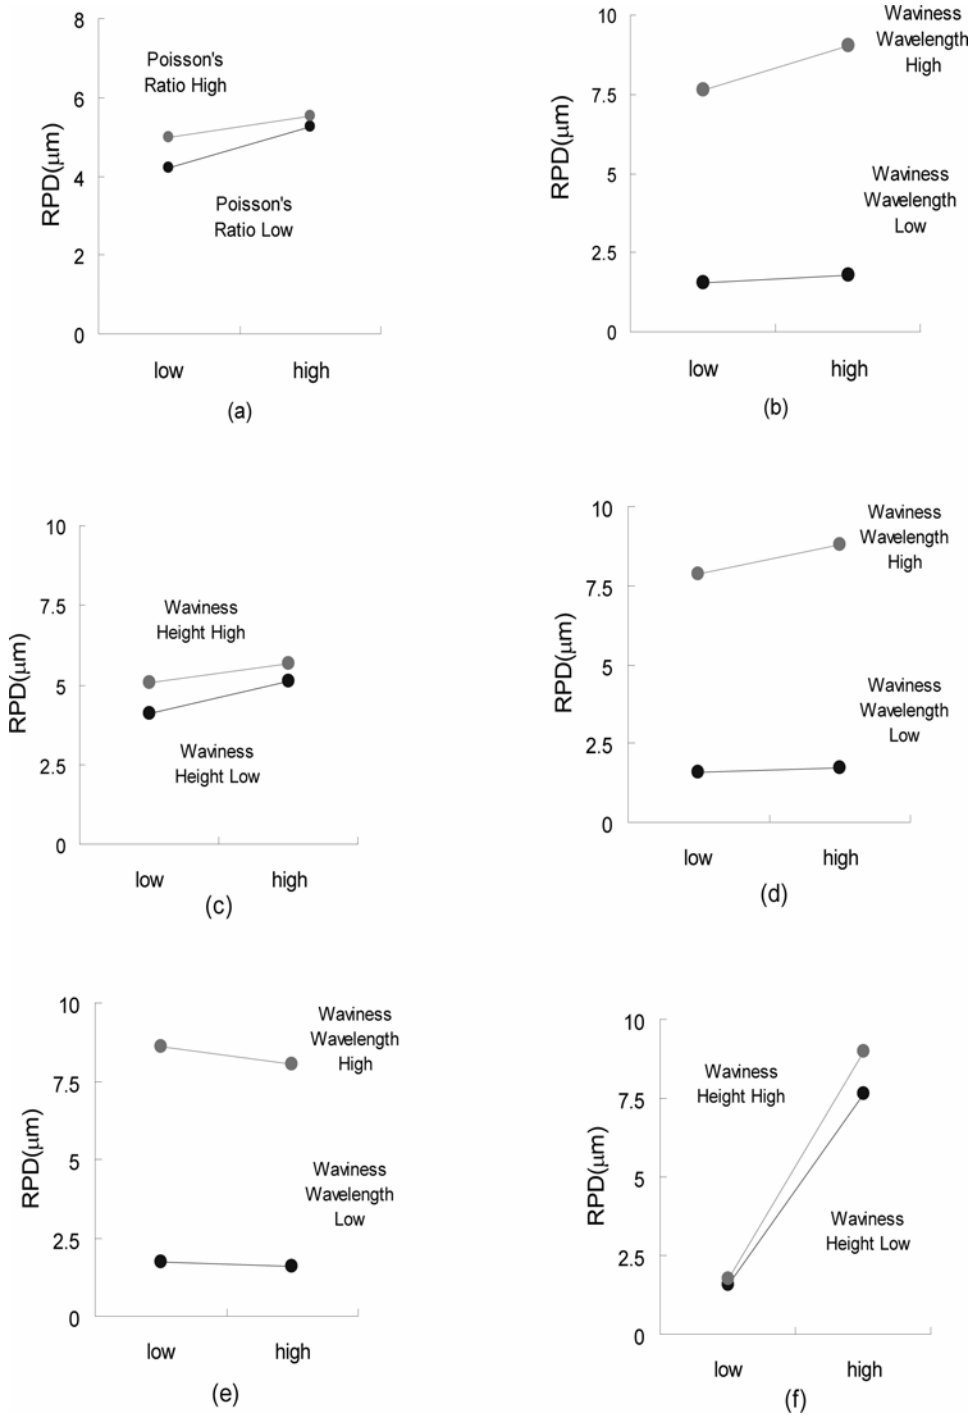 8
6
4
2
0
RPD(μm)
Poisson's
Ratio High
Poisson's
Ratio Low
low
high
(a)
10
7.5
5
2.5
0
RPD(μm)
Waviness
Wavelength
High
Waviness
Wavelength
Low
low
high
(b)
10
7.5
5
2.5
0
RPD(μm)
Waviness
Height High
Waviness
Height Low
low
high
(c)
10
7.5
5
2.5
0
RPD(μm)
Waviness
Wavelength
High
Waviness
Wavelength
Low
low
high
(d)
10
7.5
5
2.5
0
RPD(μm)
Waviness
Wavelength
High
Waviness
Wavelength
Low
low
high
(e)
10
7.5
5
2.5
0
RPD(μm)
Waviness
Height High
Waviness
Height Low
low
high
(f)